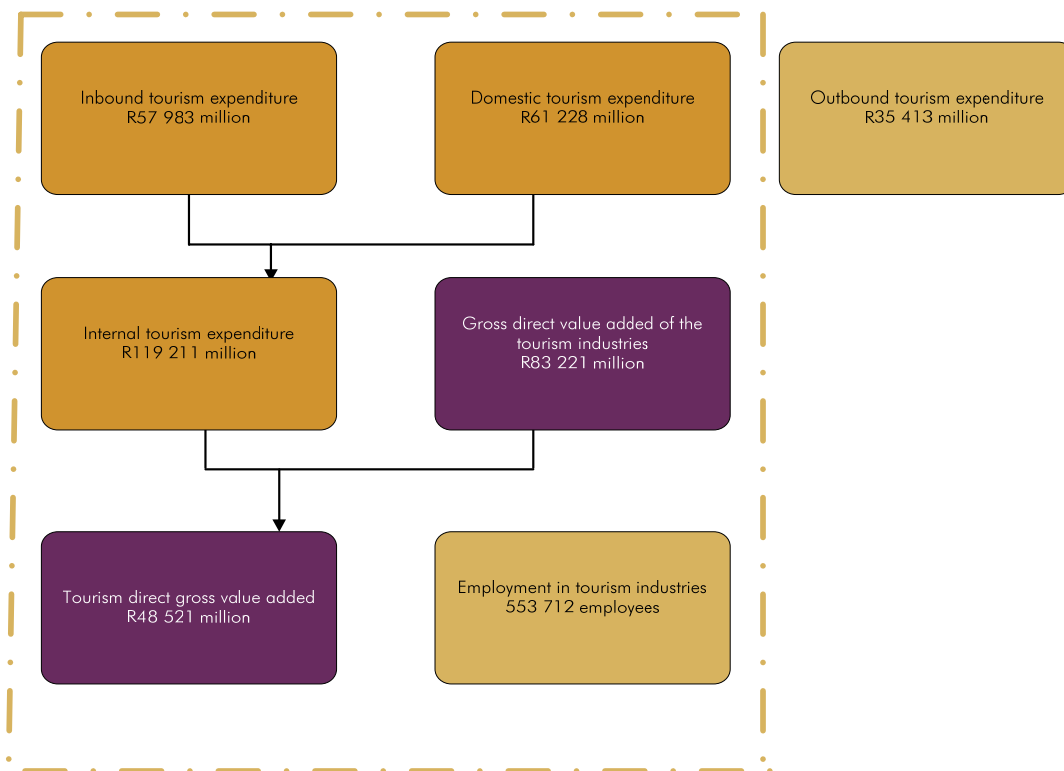 Inbound tourism expenditure
R57 983 million
Domestic tourism expenditure
R61 228 million
Outbound tourism expenditure
R35 413 million
Internal tourism expenditure
R119 211 million
Gross direct value added of the
tourism industries
R83 221 million
Tourism direct gross value added
R48 521 million
Employment in tourism industries
553 712 employees